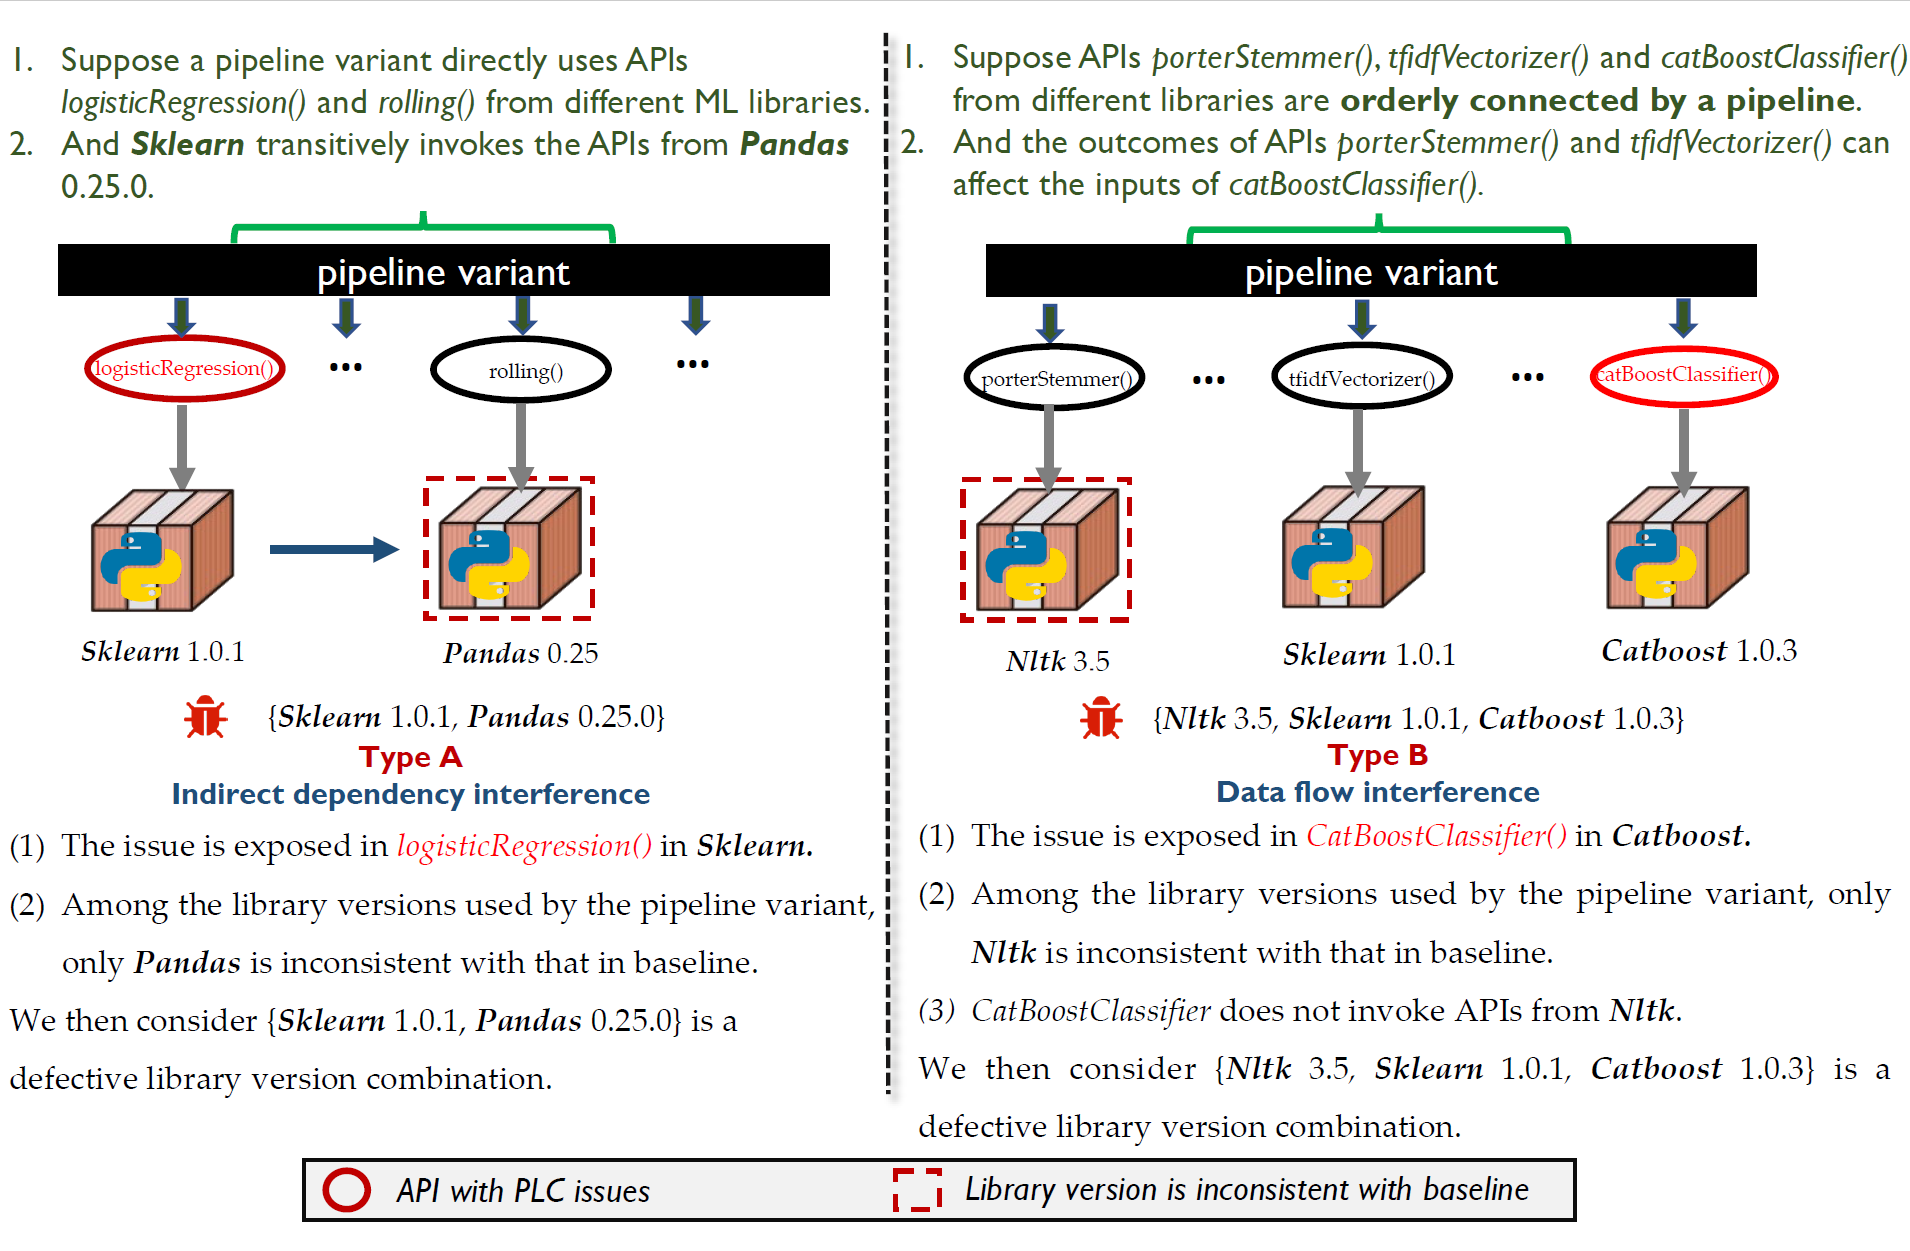 1. Suppose a pipeline variant directly uses APIs
logisticRegression() and rolling() from different ML libraries.
2. And Sklearn transitively invokes the APIs from Pandas
0.25.0.
pipeline variant
logisticRegression()
...
rolling()
...
Sklearn 1.0.1
Pandas 0.25
{Sklearn 1.0.1, Pandas 0.25.0}
Type A
Indirect dependency interference
(1) The issue is exposed in logisticRegression() in Sklearn.
(2) Among the library versions used by the pipeline variant,
only Pandas is inconsistent with that in baseline.
We then consider {Sklearn 1.0.1, Pandas 0.25.0} is a
defective library version combination.
1. Suppose APIs porterStemmer(), tfidfVectorizer() and catBoostClassifier()
from different libraries are orderly connected by a pipeline.
2. And the outcomes of APIs porterStemmer() and tfidfVectorizer() can
affect the inputs of catBoostClassifier().
pipeline variant
porterStemmer()
...
tfidfVectorizer()
...
catBoostClassifier()
Nltk 3.5
Sklearn 1.0.1
Catboost 1.0.3
{Nltk 3.5, Sklearn 1.0.1, Catboost 1.0.3}
Type B
Data flow interference
(1) The issue is exposed in CatBoostClassifier() in Catboost.
(2) Among the library versions used by the pipeline variant, only
Nltk is inconsistent with that in baseline.
(3) CatBoostClassifier does not invoke APIs from Nltk.
We then consider {Nltk 3.5, Sklearn 1.0.1, Catboost 1.0.3} is a
defective library version combination.
API with PLC issues
Library version is inconsistent with baseline